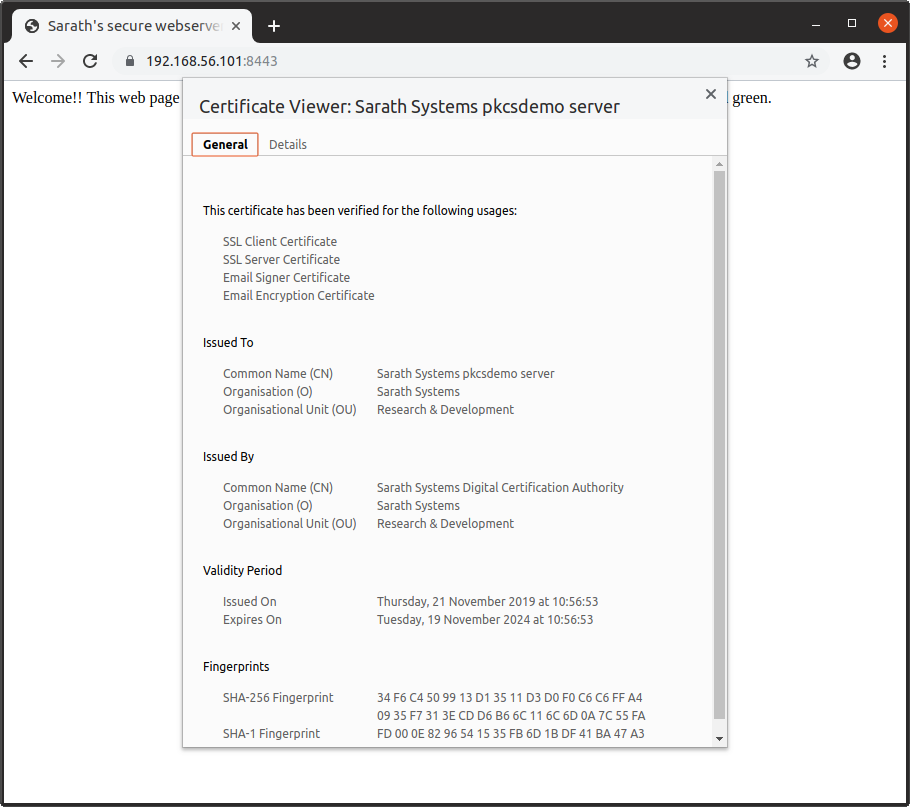 Sarath's secure webserve
192.168.56.101:8443
Welcome!! This web page
green.
Certificate Viewer: Sarath Systems pkcsdemo server
General Details
This certificate has been verified for the following usages:
SSL Client Certificate
SSL Server Certificate
Email Signer Certificate
Email Encryption Certificate
Issued To
Common Name (CN) Sarath Systems pkcsdemo server
Organisation (O) Sarath Systems
Organisational Unit (OU) Research & Development
Issued By
Common Name (CN) Sarath Systems Digital Certification Authority
Organisation (O) Sarath Systems
Organisational Unit (OU) Research & Development
Validity Period
Issued On Thursday, 21 November 2019 at 10:56:53
Expires On Tuesday, 19 November 2024 at 10:56:53
Fingerprints
SHA-256 Fingerprint 34 F6 C4 50 99 13 D1 35 11 D3 D0 F0 C6 C6 FF A4
09 35 F7 31 3E CD D6 B6 6C 11 6C 6D 0A 7C 55 FA
SHA-1 Fingerprint FD 00 0E 82 96 54 15 35 FB 6D 1B DF 41 BA 47 A3